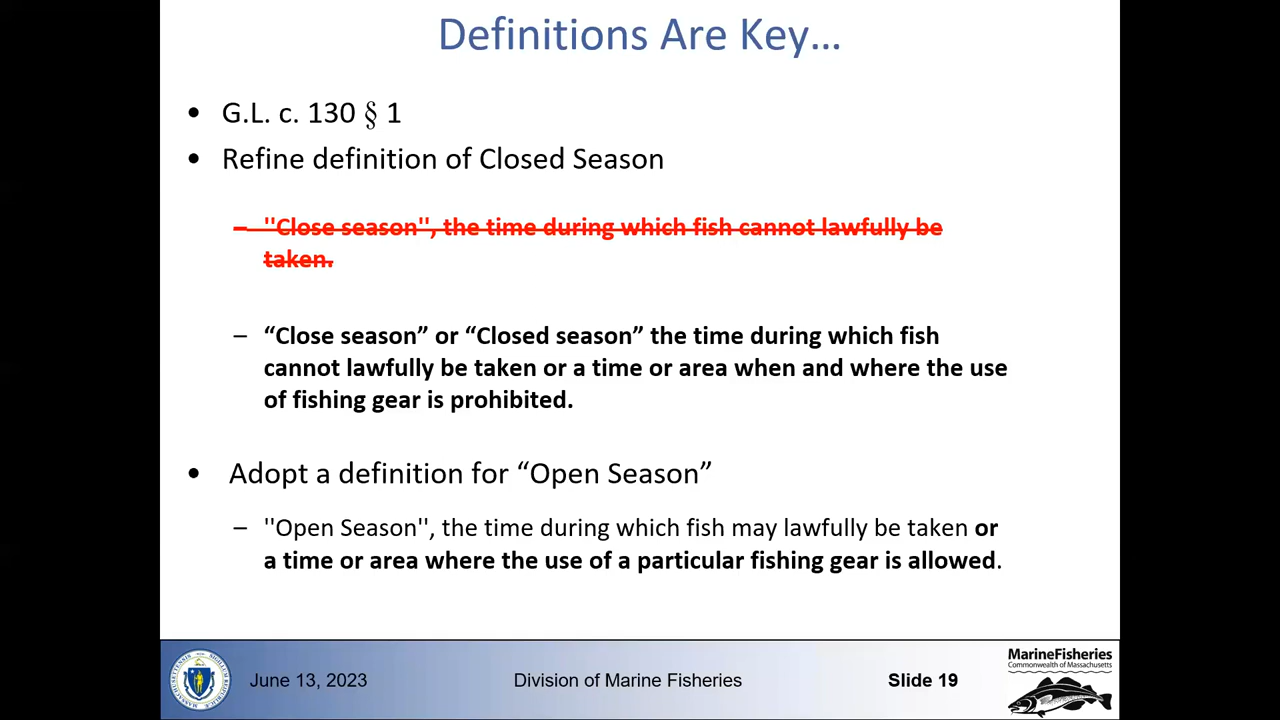 Definitions Are Key...
• G.L. c. 130 § 1
• Refine definition of Closed Season
– "Close season", the time during which fish cannot lawfully be
taken.
– “Close season” or “Closed season” the time during which fish
cannot lawfully be taken or a time or area when and where the use
of fishing gear is prohibited.
• Adopt a definition for “Open Season”
– "Open Season", the time during which fish may lawfully be taken or
a time or area where the use of a particular fishing gear is allowed.
June 13, 2023
Division of Marine Fisheries
Slide 19
MarineFisheries
Commonwealth of Massachusetts